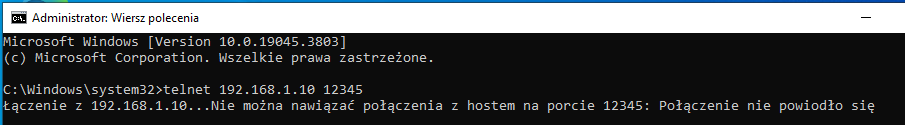 Administrator: Wiersz polecenia
Microsoft Windows [Version 10.0.19045.3803]
(c) Microsoft Corporation. Wszelkie prawa zastrzeżone.
C:\Windows\system32>telnet 192.168.1.10 12345
Łączenie z 192.168.1.10...Nie można nawiązać połączenia z hostem na porcie 12345: Połączenie nie powiodło się